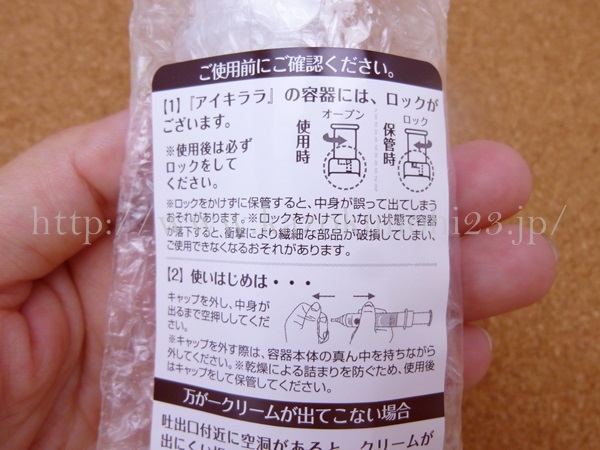 ご使用前にご確認ください。
【1】『アイキララ』の容器には、ロックが
ございます。
※使用後は必ず
ロックをして
ください。
オープン
使用時
ロック
保管時
※ロックをかけずに保管すると、中身が誤って出てしまう
おそれがあります。※ロックをかけていない状態で容器
が落下すると、衝撃により繊細な部品が破損してしまい、
ご使用できなくなるおそれがあります。
【2】使いはじめは・・・
キャップを外し、中身が
出るまで空押ししてくだ
さい。
※キャップを外す際は、容器本体の真ん中を持ちながら
外してください。※乾燥による詰まりを防ぐため、使用後
はキャップをして保管してください。
万が一クリームが出てこない場合
吐出口付近に空洞があると、クリームが